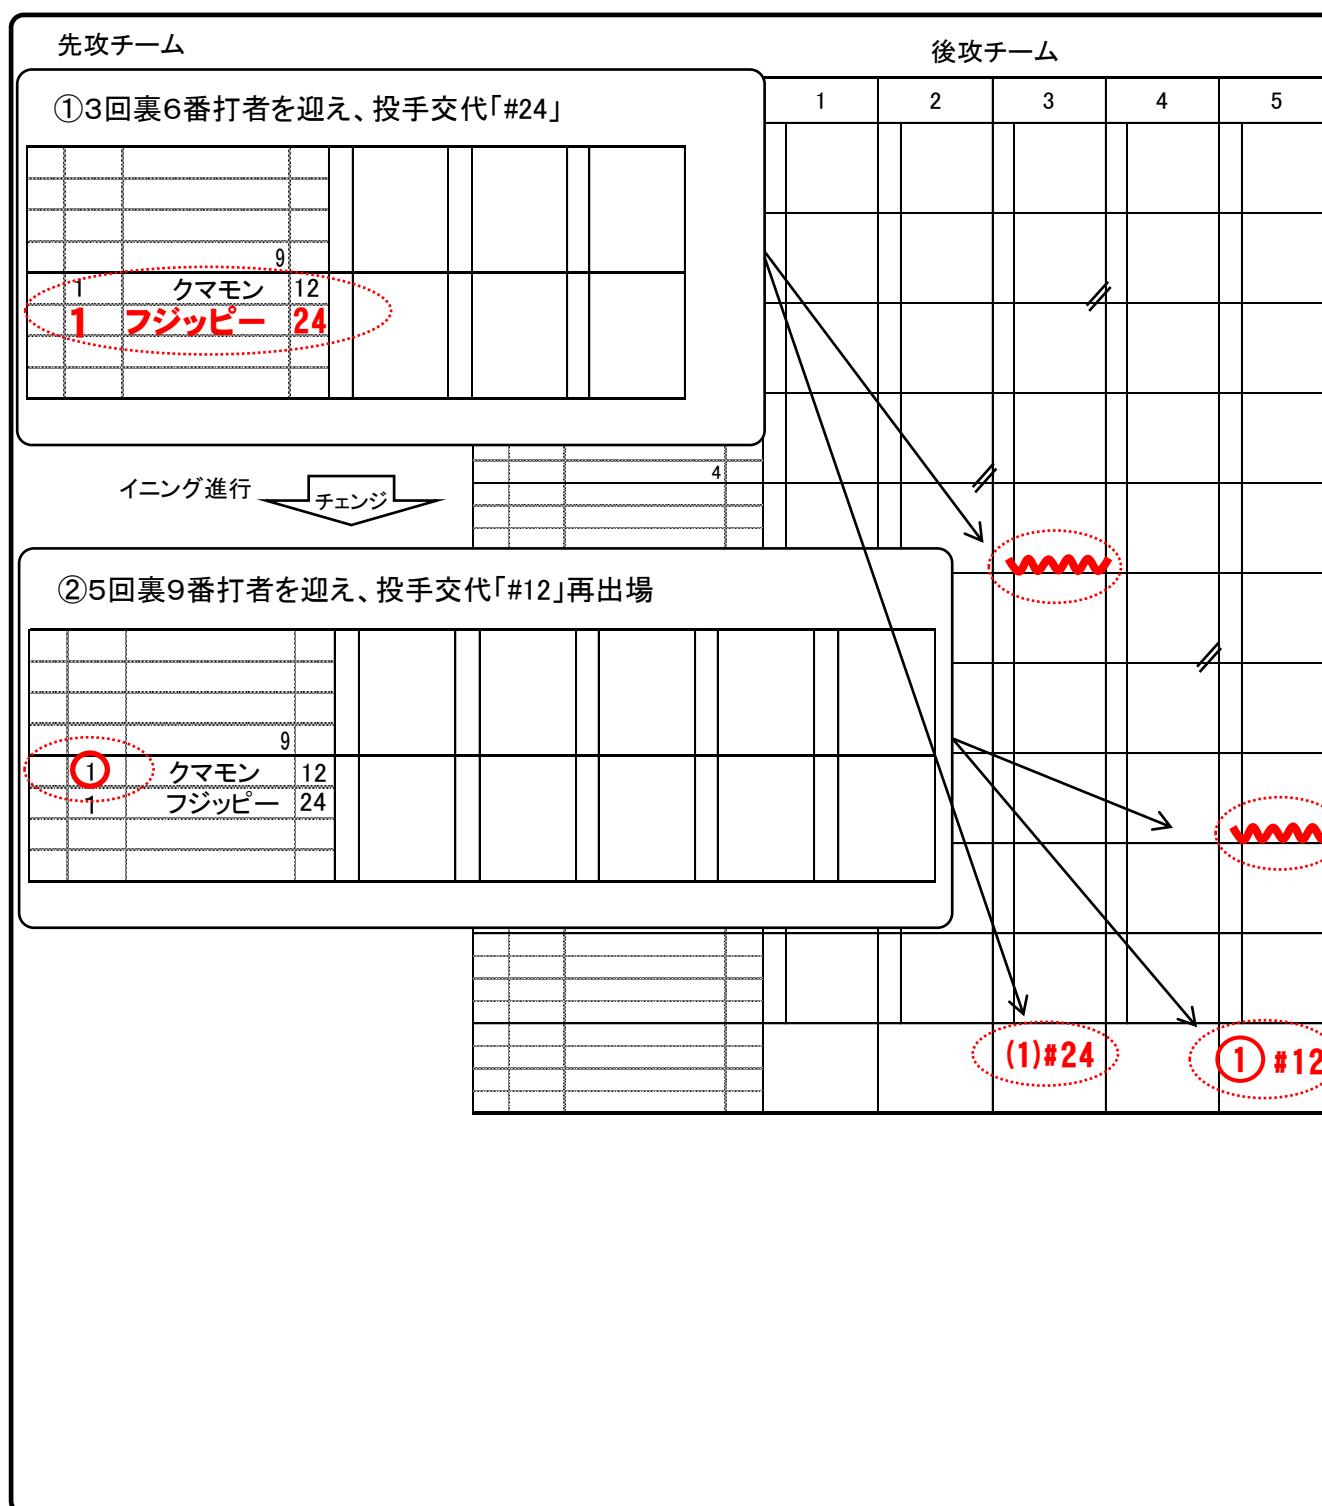 先攻チーム
後攻チーム
①3回裏6番打者を迎え、投手交代「#24」
1 2 3 4 5
9
1 クマモン 12
1 フジッピー 24
イニング進行
チェンジ
4
②5回裏9番打者を迎え、投手交代「#12」再出場
9
1 クマモン 12
1 フジッピー 24
(1)#24
① #12